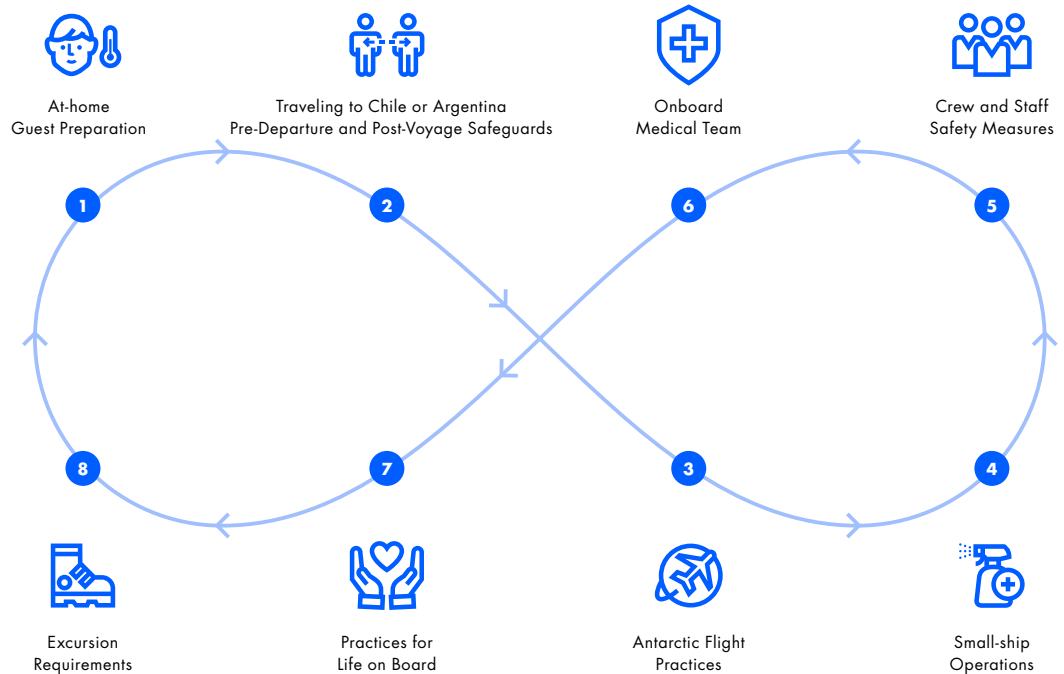 At-home
Guest Preparation
Traveling to Chile or Argentina
Pre-Departure and Post-Voyage Safeguards
Onboard
Medical Team
Crew and Staff
Safety Measures
1
2
6
5
8
7
3
4
Excursion
Requirements
Practices for
Life on Board
Antarctic Flight
Practices
Small-ship
Operations